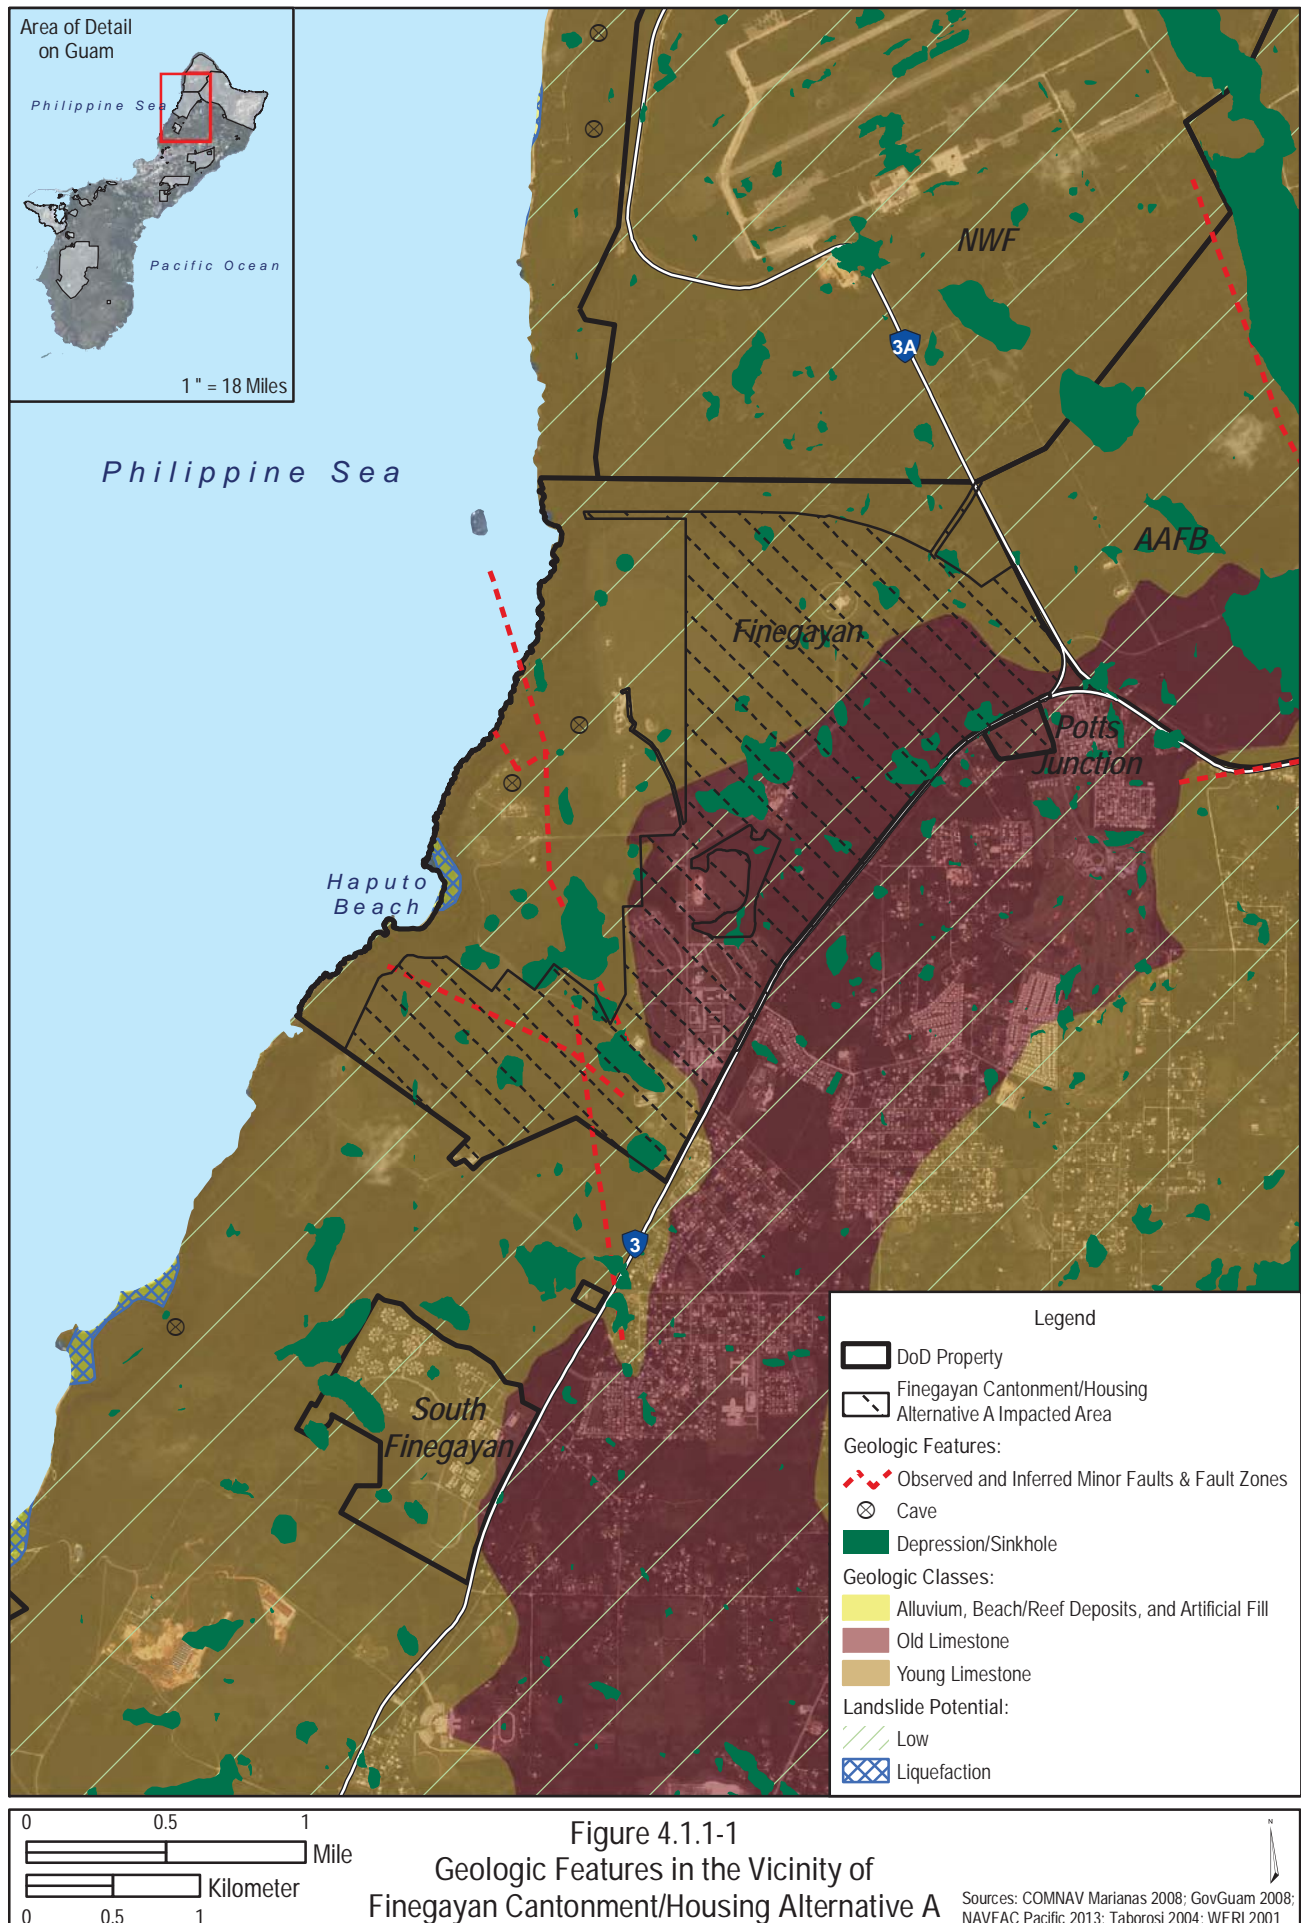 Area of Detail
on Guam
Philippine Sea
Pacific Ocean
1 " = 18 Miles
NWF
3A
Philippine Sea
AAFB
Finegayan
Potts
Junction
Haputo
Beach
3
South
Finegayan
Legend
DoD Property
Finegayan Cantonment/Housing
Alternative A Impacted Area
Geologic Features:
Observed and Inferred Minor Faults & Fault Zones
Cave
Depression/Sinkhole
Geologic Classes:
Alluvium, Beach/Reef Deposits, and Artificial Fill
Old Limestone
Young Limestone
Landslide Potential:
Low
Liquefaction
0 0.5 1
Mile
Kilometer
0 0.5 1
Figure 4.1.1-1
Geologic Features in the Vicinity of
Finegayan Cantonment/Housing Alternative A
N
Sources: COMNAV Marianas 2008; GovGuam 2008;
NAVFAC Pacific 2013; Taborosi 2004; WERI 2001